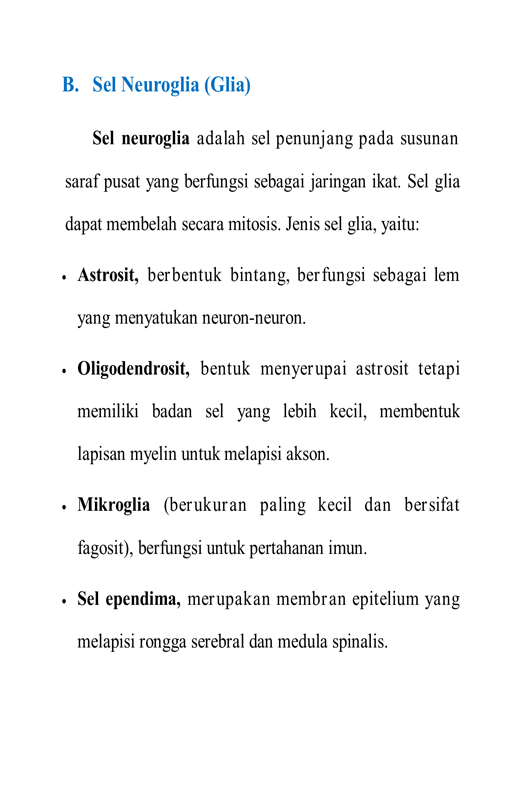 B. Sel Neuroglia (Glia)
Sel neuroglia adalah sel penunjang pada susunan
saraf pusat yang berfungsi sebagai jaringan ikat. Sel glia
dapat membelah secara mitosis. Jenis sel glia, yaitu:
• Astrosit, berbentuk bintang, berfungsi sebagai lem
yang menyatukan neuron-neuron.
• Oligodendrosit, bentuk menyerupai astrosit tetapi
memiliki badan sel yang lebih kecil, membentuk
lapisan myelin untuk melapisi akson.
• Mikroglia (berukuran paling kecil dan bersifat
fagosit), berfungsi untuk pertahanan imun.
• Sel ependima, merupakan membran epitelium yang
melapisi rongga serebral dan medula spinalis.